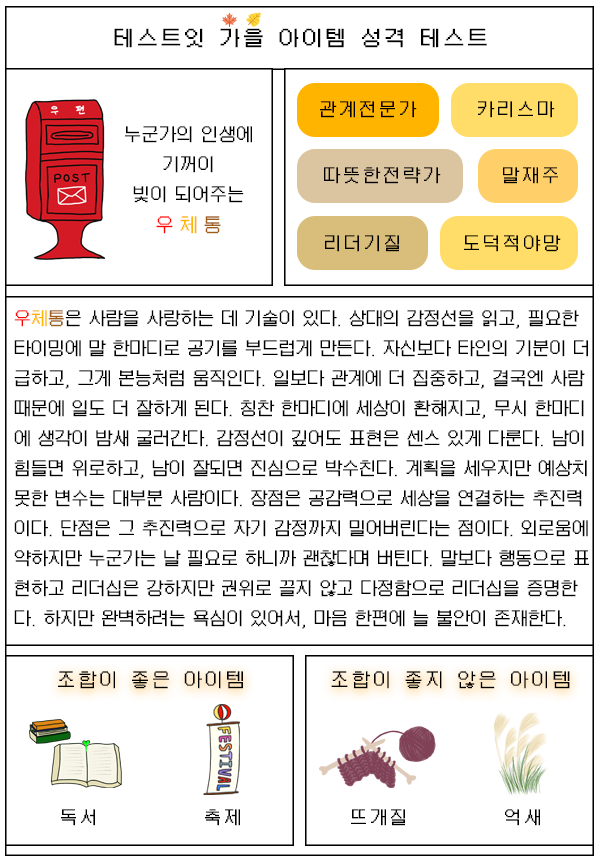 테스트잇 가을 아이템 성격 테스트
우 편
POST
누군가의 인생에
기꺼이
빛이 되어주는
우체통
관계전문가
카리스마
따뜻한전략가
말재주
리더기질
도덕적야망
우체통은 사람을 사랑하는 데 기술이 있다. 상대의 감정선을 읽고, 필요한
타이밍에 말 한마디로 공기를 부드럽게 만든다. 자신보다 타인의 기분이 더
급하고, 그게 본능처럼 움직인다. 일보다 관계에 더 집중하고, 결국엔 사람
때문에 일도 더 잘하게 된다. 칭찬 한마디에 세상이 환해지고, 무시 한마디
에 생각이 밤새 굴러간다. 감정선이 깊어도 표현은 센스 있게 다룬다. 남이
힘들면 위로하고, 남이 잘되면 진심으로 박수친다. 계획을 세우지만 예상치
못한 변수는 대부분 사람이다. 장점은 공감력으로 세상을 연결하는 추진력
이다. 단점은 그 추진력으로 자기 감정까지 밀어버린다는 점이다. 외로움에
약하지만 누군가는 날 필요로 하니까 괜찮다며 버틴다. 말보다 행동으로 표
현하고 리더십은 강하지만 권위로 끌지 않고 다정함으로 리더십을 증명한
다. 하지만 완벽하려는 욕심이 있어서, 마음 한편에 늘 불안이 존재한다.
조합이 좋은 아이템
FESTIVAL
독서
축제
조합이 좋지 않은 아이템
뜨개질
억새